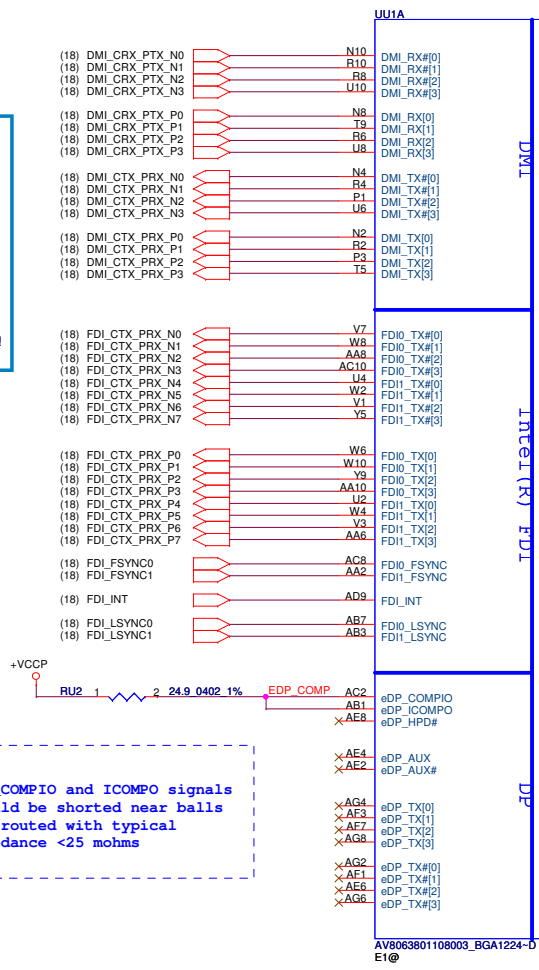 UU1A
(18) DMI_CRX_PTX_N0 N10 DMI_RX#[0]
(18) DMI_CRX_PTX_N1 R10 DMI_RX#[1]
(18) DMI_CRX_PTX_N2 R8 DMI_RX#[2]
(18) DMI_CRX_PTX_N3 U10 DMI_RX#[3]
(18) DMI_CRX_PTX_P0 N8 DMI_RX[0]
(18) DMI_CRX_PTX_P1 T9 DMI_RX[1]
(18) DMI_CRX_PTX_P2 R6 DMI_RX[2]
(18) DMI_CRX_PTX_P3 U8 DMI_RX[3]
DMI
(18) DMI_CTX_PRX_N0 N4 DMI_TX#[0]
(18) DMI_CTX_PRX_N1 R4 DMI_TX#[1]
(18) DMI_CTX_PRX_N2 P1 DMI_TX#[2]
(18) DMI_CTX_PRX_N3 U6 DMI_TX#[3]
(18) DMI_CTX_PRX_P0 N2 DMI_TX[0]
(18) DMI_CTX_PRX_P1 R2 DMI_TX[1]
(18) DMI_CTX_PRX_P2 P3 DMI_TX[2]
(18) DMI_CTX_PRX_P3 T5 DMI_TX[3]
(18) FDI_CTX_PRX_N0 V7 FDI0_TX#[0]
(18) FDI_CTX_PRX_N1 W8 FDI0_TX#[1]
(18) FDI_CTX_PRX_N2 AA8 FDI0_TX#[2]
(18) FDI_CTX_PRX_N3 AC10 FDI0_TX#[3]
(18) FDI_CTX_PRX_N4 U4 FDI1_TX#[0]
(18) FDI_CTX_PRX_N5 W2 FDI1_TX#[1]
(18) FDI_CTX_PRX_N6 V1 FDI1_TX#[2]
(18) FDI_CTX_PRX_N7 Y5 FDI1_TX#[3]
Intel(R) FDI
(18) FDI_CTX_PRX_P0 W6 FDI0_TX[0]
(18) FDI_CTX_PRX_P1 W10 FDI0_TX[1]
(18) FDI_CTX_PRX_P2 Y9 FDI0_TX[2]
(18) FDI_CTX_PRX_P3 AA10 FDI0_TX[3]
(18) FDI_CTX_PRX_P4 U2 FDI1_TX[0]
(18) FDI_CTX_PRX_P5 W4 FDI1_TX[1]
(18) FDI_CTX_PRX_P6 V3 FDI1_TX[2]
(18) FDI_CTX_PRX_P7 AA6 FDI1_TX[3]
(18) FDI_FSYNC0 AC8 FDI0_FSYNC
(18) FDI_FSYNC1 AA2 FDI1_FSYNC
(18) FDI_INT AD9 FDI_INT
(18) FDI_LSYNC0 AB7 FDI0_LSYNC
(18) FDI_LSYNC1 AB3 FDI1_LSYNC
+VCCP
RU2 1 2 24.9_0402_1% EDP_COMP AC2 eDP_COMPIO
AB1 eDP_ICOMPO
AE8 eDP_HPD#
AE4 eDP_AUX
AE2 eDP_AUX#
DP
_COMPIO and ICOMPO signals
ld be shorted near balls
routed with typical
dance <25 mohms
AG4 eDP_TX[0]
AF3 eDP_TX[1]
AF7 eDP_TX[2]
AG8 eDP_TX[3]
AG2 eDP_TX#[0]
AF1 eDP_TX#[1]
AE6 eDP_TX#[2]
AG6 eDP_TX#[3]
AV8063801108003_BGA1224~D
E1@